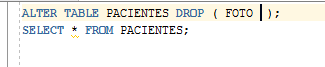 ALTER TABLE PACIENTES DROP ( FOTO );
SELECT * FROM PACIENTES;